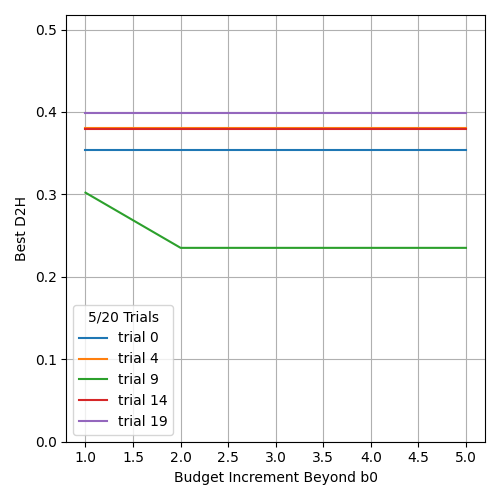 0.5
0.4
0.3
0.2
0.1
0.0
Best D2H
5/20 Trials
trial 0
trial 4
trial 9
trial 14
trial 19
1.0 1.5 2.0 2.5 3.0 3.5 4.0 4.5 5.0
Budget Increment Beyond b0